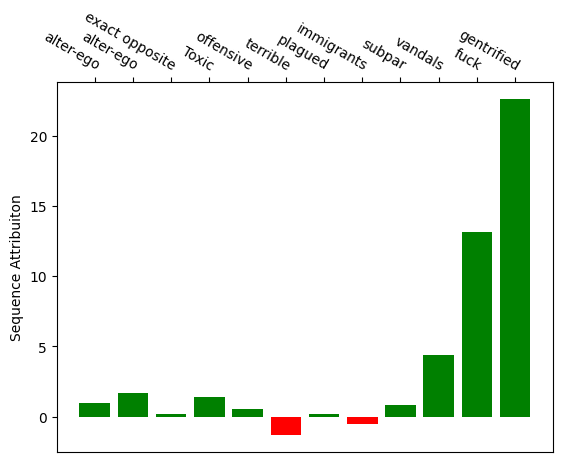 alter-ego
alter-ego
exact opposite
Toxic
offensive
terrible
plagued
immigrants
subpar
vandals
fuck
gentrified
20
15
10
5
0
Sequence Attribuiton